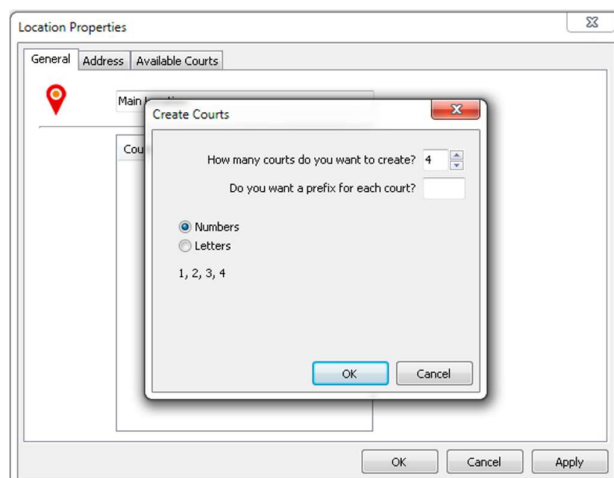 Location Properties
General Address Available Courts
Main
Create Courts
Cou
How many courts do you want to create? 4
Do you want a prefix for each court?
Numbers
Letters
1, 2, 3, 4
OK Cancel
OK Cancel Apply